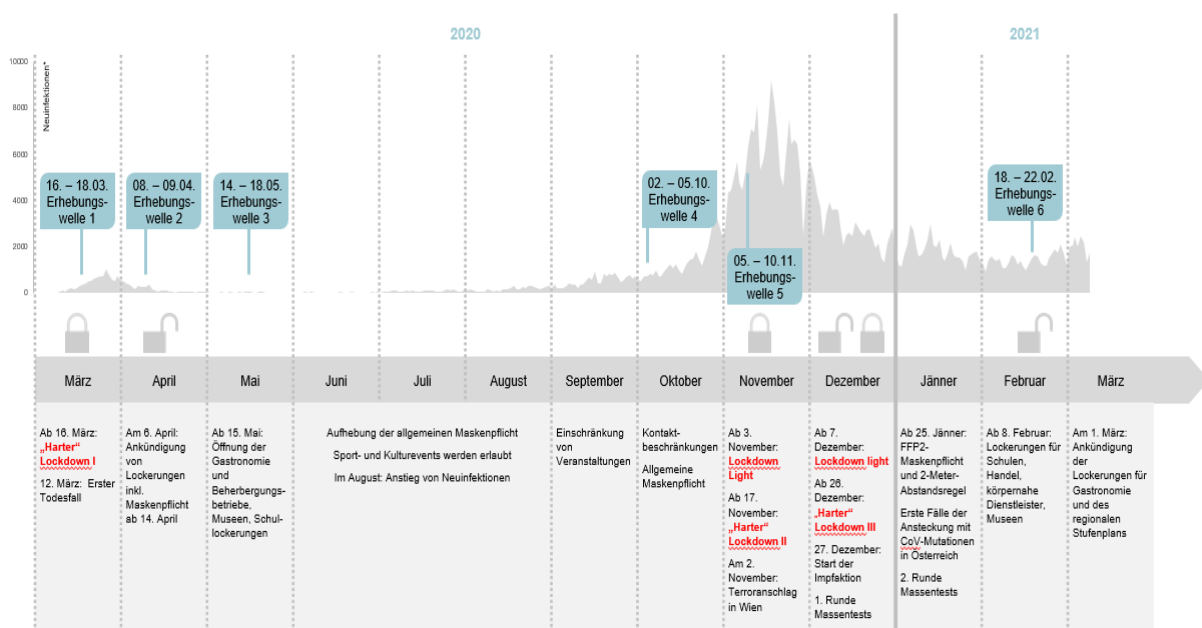 2020
2021
10000
8000
6000
4000
2000
0
Neuinfektionen*
16. – 18.03.
Erhebungs-
welle 1
08. – 09.04.
Erhebungs-
welle 2
14. – 18.05.
Erhebungs-
welle 3
02. – 05.10.
Erhebungs-
welle 4
05. – 10.11.
Erhebungs-
welle 5
18. – 22.02.
Erhebungs-
welle 6
März
April
Mai
Juni
Juli
August
September
Oktober
November
Dezember
Jänner
Februar
März
Ab 16. März:
„Harter“
Lockdown I
12. März: Erster
Todesfall
Am 6. April:
Ankündigung
von
Lockerungen
inkl.
Maskenpflicht
ab 14. April
Ab 15. Mai:
Öffnung der
Gastronomie
und
Beherbergungs-
betriebe,
Museen, Schul-
lockerungen
Aufhebung der allgemeinen Maskenpflicht
Sport- und Kulturevents werden erlaubt
Im August: Anstieg von Neuinfektionen
Einschränkung
von
Veranstaltungen
Kontakt-
beschränkungen
Allgemeine
Maskenpflicht
Ab 3.
November:
Lockdown
Light
Ab 17.
November:
„Harter“
Lockdown II
Am 2.
November:
Terroranschlag
in Wien
Ab 7.
Dezember:
Lockdown light
Ab 26.
Dezember:
„Harter“
Lockdown III
27. Dezember:
Start der
Impfaktion
1. Runde
Massentests
Ab 25. Jänner:
FFP2-
Maskenpflicht
und 2-Meter-
Abstandsregel
Erste Fälle der
Ansteckung mit
CoV-Mutationen
in Österreich
2. Runde
Massentests
Ab 8. Februar:
Lockerungen für
Schulen,
Handel,
körpernahe
Dienstleister,
Museen
Am 1. März:
Ankündigung
der
Lockerungen für
Gastronomie
und des
regionalen
Stufenplans